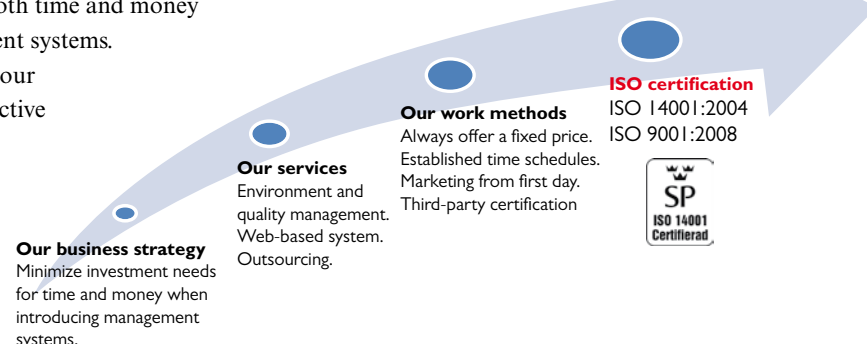 oth time and money
ent systems.
our
ctive
Our business strategy
Minimize investment needs
for time and money when
introducing management
systems.
Our services
Environment and
quality management.
Web-based system.
Outsourcing.
Our work methods
Always offer a fixed price.
Established time schedules.
Marketing from first day.
Third-party certification
ISO certification
ISO 14001:2004
ISO 9001:2008
SP
ISO 14001
Certifierad